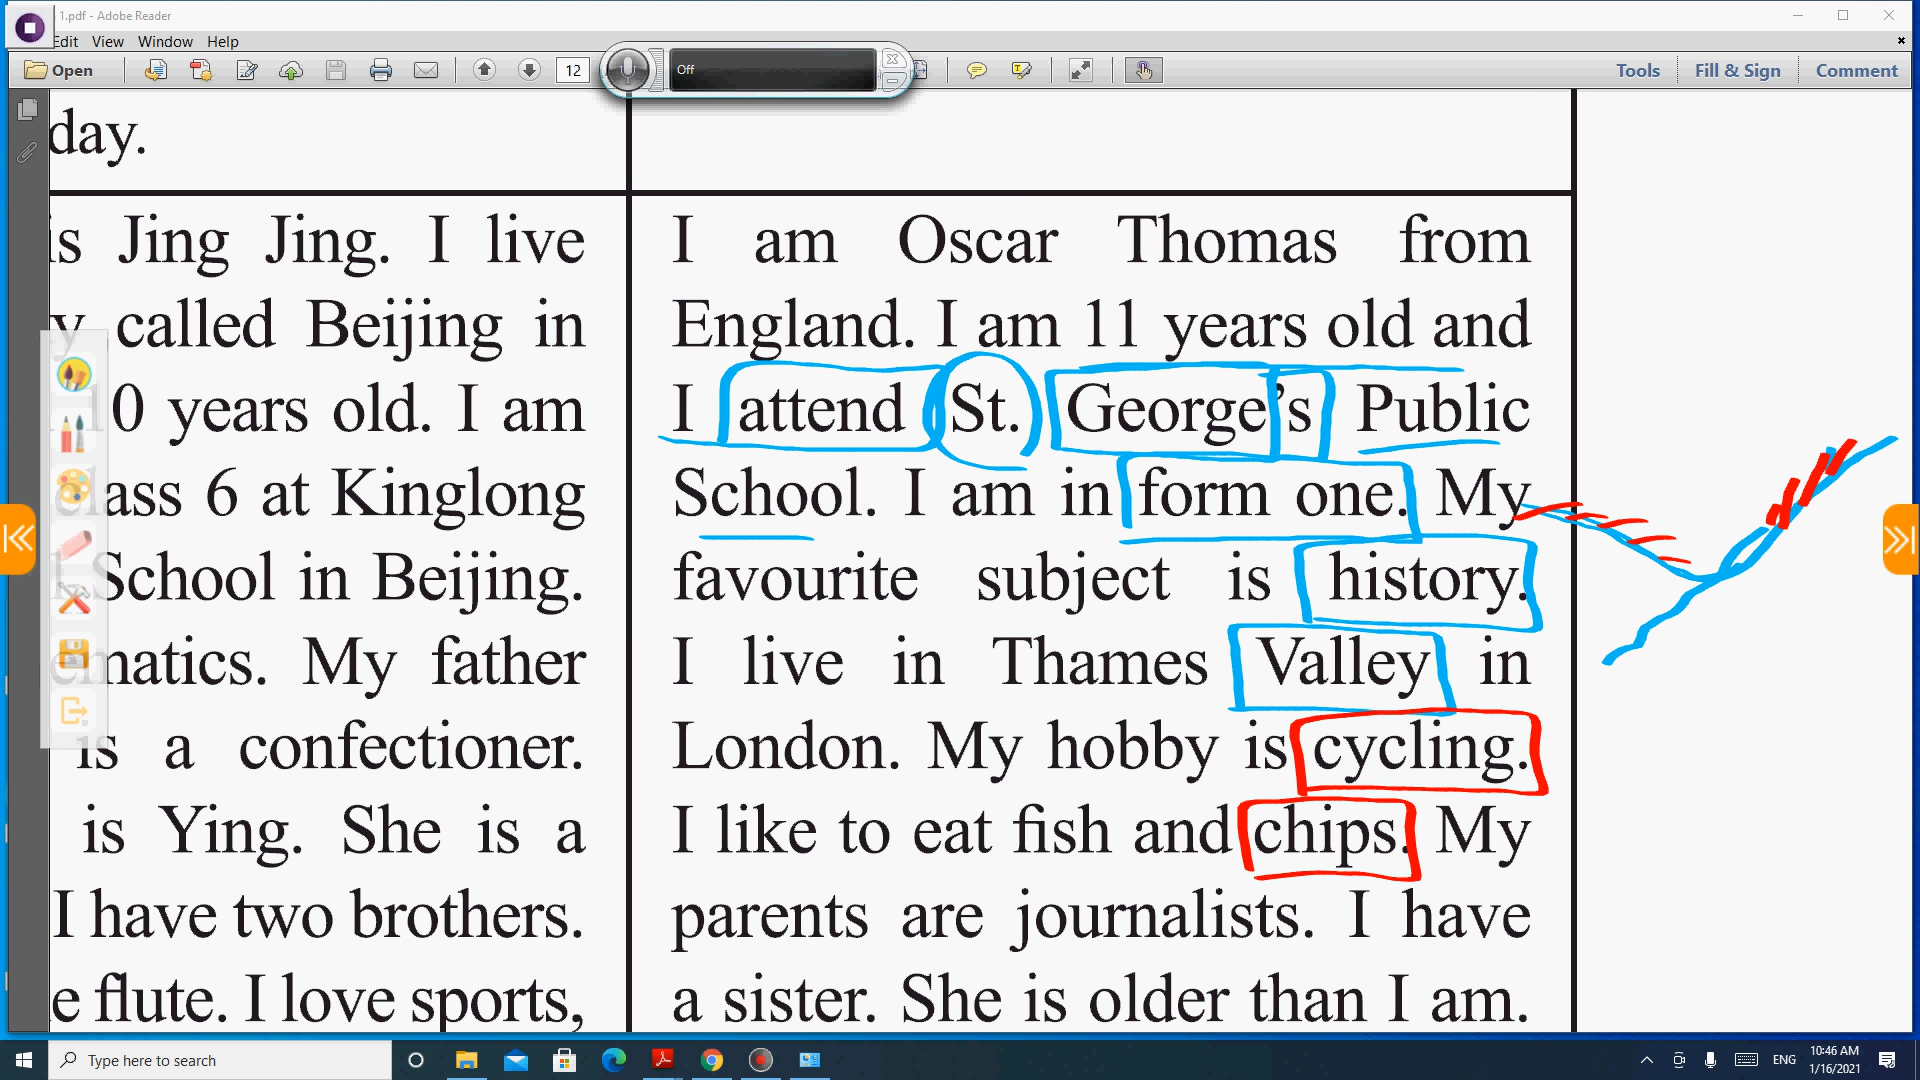 1.pdf - Adobe Reader
Edit View Window Help
Open
12
Off
Tools Fill & Sign Comment
day.
is Jing Jing. I live
y called Beijing in
10 years old. I am
class 6 at Kinglong
School in Beijing.
ematics. My father
is a confectioner.
is Ying. She is a
I have two brothers.
e flute. I love sports,
I am Oscar Thomas from
England. I am 11 years old and
I attend St. George's Public
School. I am in form one. My
favourite subject is history.
I live in Thames Valley in
London. My hobby is cycling.
I like to eat fish and chips. My
parents are journalists. I have
a sister. She is older than I am.
Type here to search
ENG
10:46 AM
1/16/2021